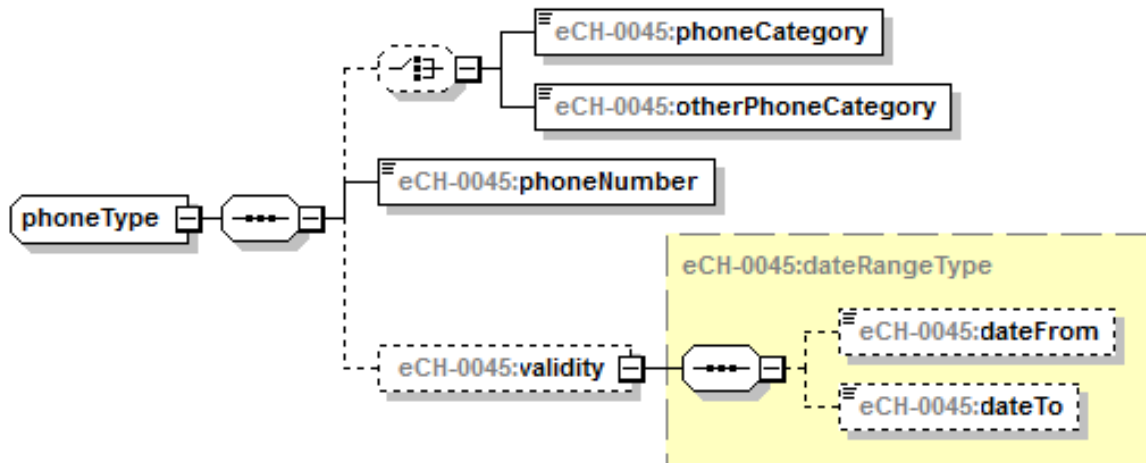 eCH-0045:phoneCategory
eCH-0045:otherPhoneCategory
eCH-0045:phoneNumber
phoneType
eCH-0045:dateRangeType
eCH-0045:dateFrom
eCH-0045:validity
eCH-0045:dateTo